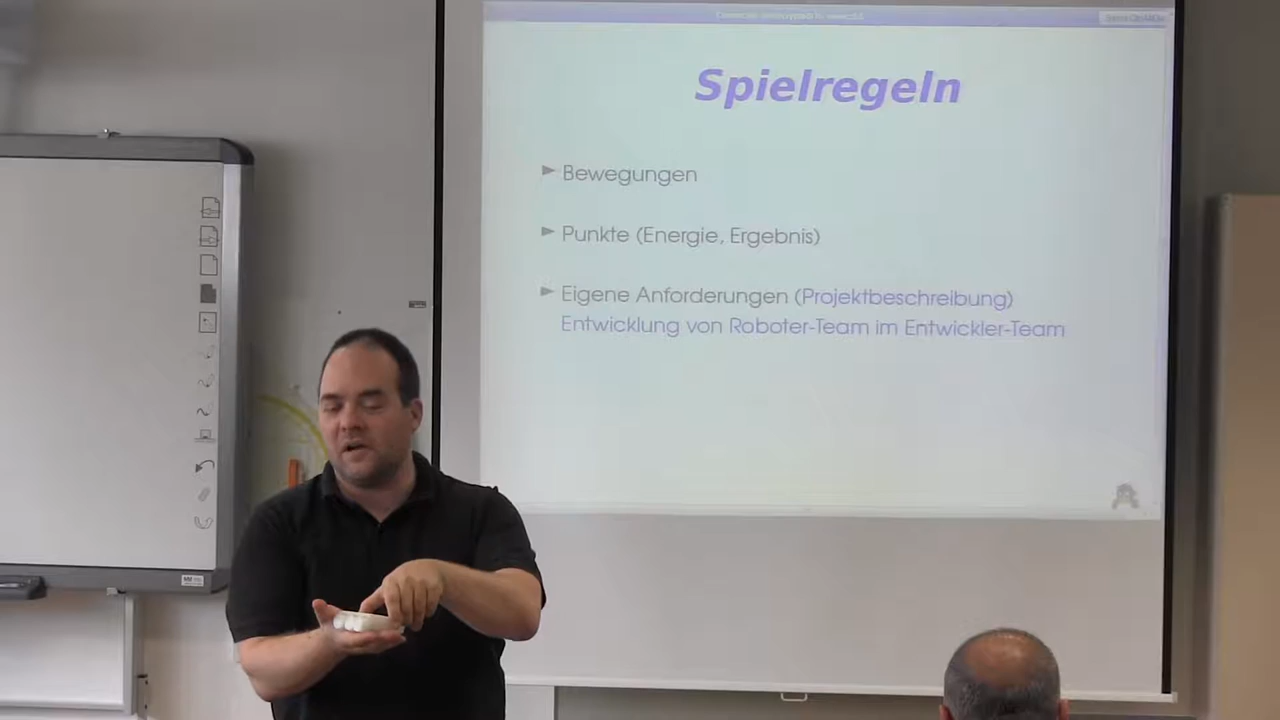 Spielregeln
Bewegungen
Punkte (Energie, Ergebnis)
Eigene Anforderungen (Projektbeschreibung)
Entwicklung von Roboter-Team im Entwickler-Team